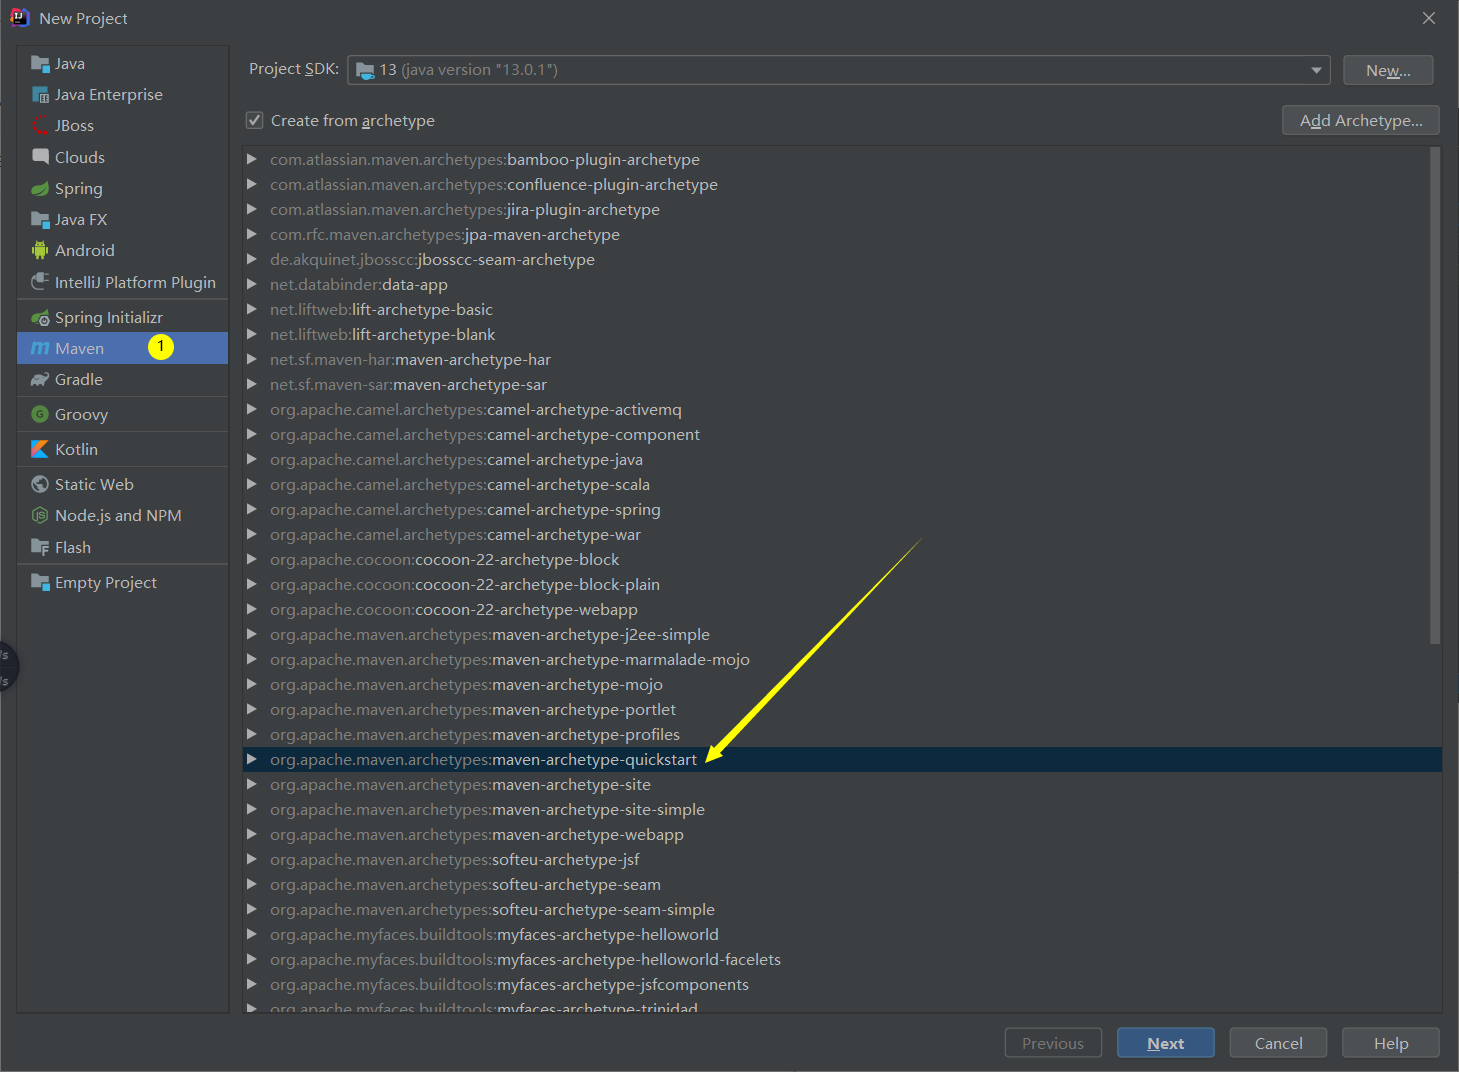 New Project
Java
Java Enterprise
JBoss
Clouds
Spring
Java FX
Android
IntelliJ Platform Plugin
Spring Initializr
Maven 1
Gradle
Groovy
Kotlin
Static Web
Node.js and NPM
Flash
Empty Project
Project SDK: 13 (java version "13.0.1") New...
Create from archetype Add Archetype...
com.atlassian.maven.archetypes:bamboo-plugin-archetype
com.atlassian.maven.archetypes:confluence-plugin-archetype
com.atlassian.maven.archetypes:jira-plugin-archetype
com.rfc.maven.archetypes:jpa-maven-archetype
de.akquinet.jbosscc:jbosscc-seam-archetype
net.databinder:data-app
net.liftweb:lift-archetype-basic
net.liftweb:lift-archetype-blank
net.sf.maven-har:maven-archetype-har
net.sf.maven-sar:maven-archetype-sar
org.apache.camel.archetypes:camel-archetype-activemq
org.apache.camel.archetypes:camel-archetype-component
org.apache.camel.archetypes:camel-archetype-java
org.apache.camel.archetypes:camel-archetype-scala
org.apache.camel.archetypes:camel-archetype-spring
org.apache.camel.archetypes:camel-archetype-war
org.apache.cocoon:cocoon-22-archetype-block
org.apache.cocoon:cocoon-22-archetype-block-plain
org.apache.cocoon:cocoon-22-archetype-webapp
org.apache.maven.archetypes:maven-archetype-j2ee-simple
org.apache.maven.archetypes:maven-archetype-marmalade-mojo
org.apache.maven.archetypes:maven-archetype-mojo
org.apache.maven.archetypes:maven-archetype-portlet
org.apache.maven.archetypes:maven-archetype-profiles
org.apache.maven.archetypes:maven-archetype-quickstart
org.apache.maven.archetypes:maven-archetype-site
org.apache.maven.archetypes:maven-archetype-site-simple
org.apache.maven.archetypes:maven-archetype-webapp
org.apache.maven.archetypes:softeu-archetype-jsf
org.apache.maven.archetypes:softeu-archetype-seam
org.apache.maven.archetypes:softeu-archetype-seam-simple
org.apache.myfaces.buildtools:myfaces-archetype-helloworld
org.apache.myfaces.buildtools:myfaces-archetype-helloworld-facelets
org.apache.myfaces.buildtools:myfaces-archetype-jsfcomponents
org.apache.myfaces.buildtools:myfaces-archetype-trinidad
Previous Next Cancel Help